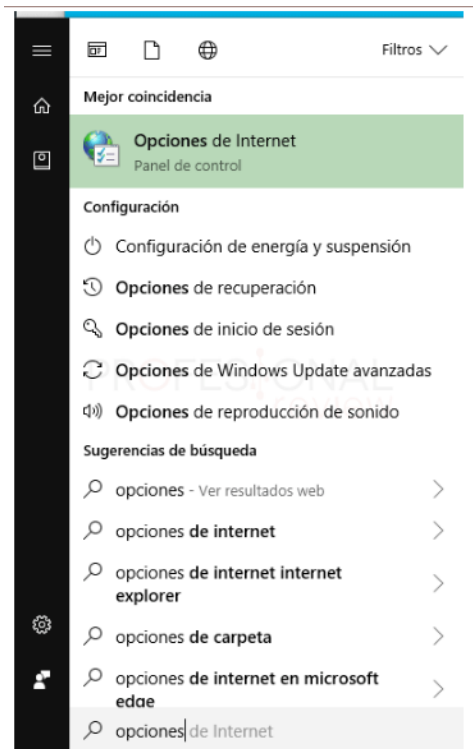 Filtros
Mejor coincidencia
Opciones de Internet
Panel de control
Configuración
Configuración de energía y suspensión
Opciones de recuperación
Opciones de inicio de sesión
Opciones de Windows Update avanzadas
PROFESIONAL
review
Opciones de reproducción de sonido
Sugerencias de búsqueda
opciones - Ver resultados web
opciones de internet
opciones de internet internet
explorer
opciones de carpeta
opciones de internet en microsoft
edge
opciones de Internet